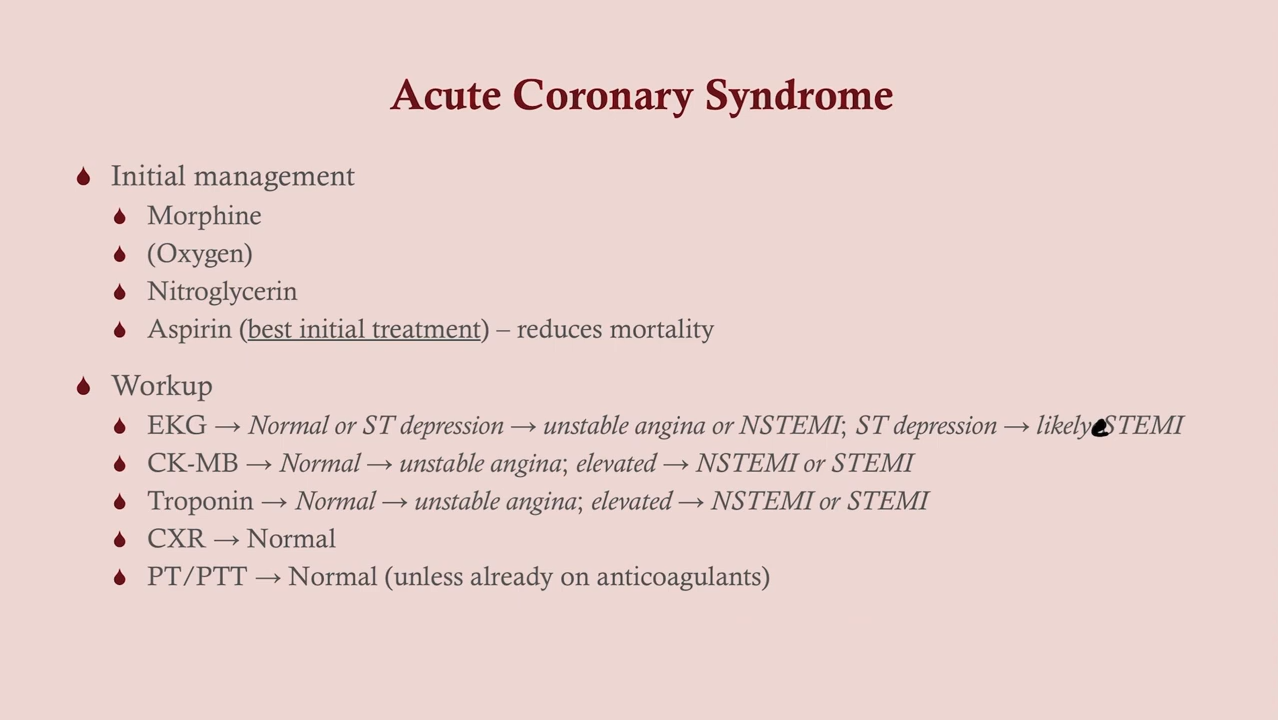 Acute Coronary Syndrome
Initial management
Morphine
(Oxygen)
Nitroglycerin
Aspirin (best initial treatment) – reduces mortality
Workup
EKG → Normal or ST depression → unstable angina or NSTEMI; ST depression → likely STEMI
CK-MB → Normal → unstable angina; elevated → NSTEMI or STEMI
Troponin → Normal → unstable angina; elevated → NSTEMI or STEMI
CXR → Normal
PT/PTT → Normal (unless already on anticoagulants)